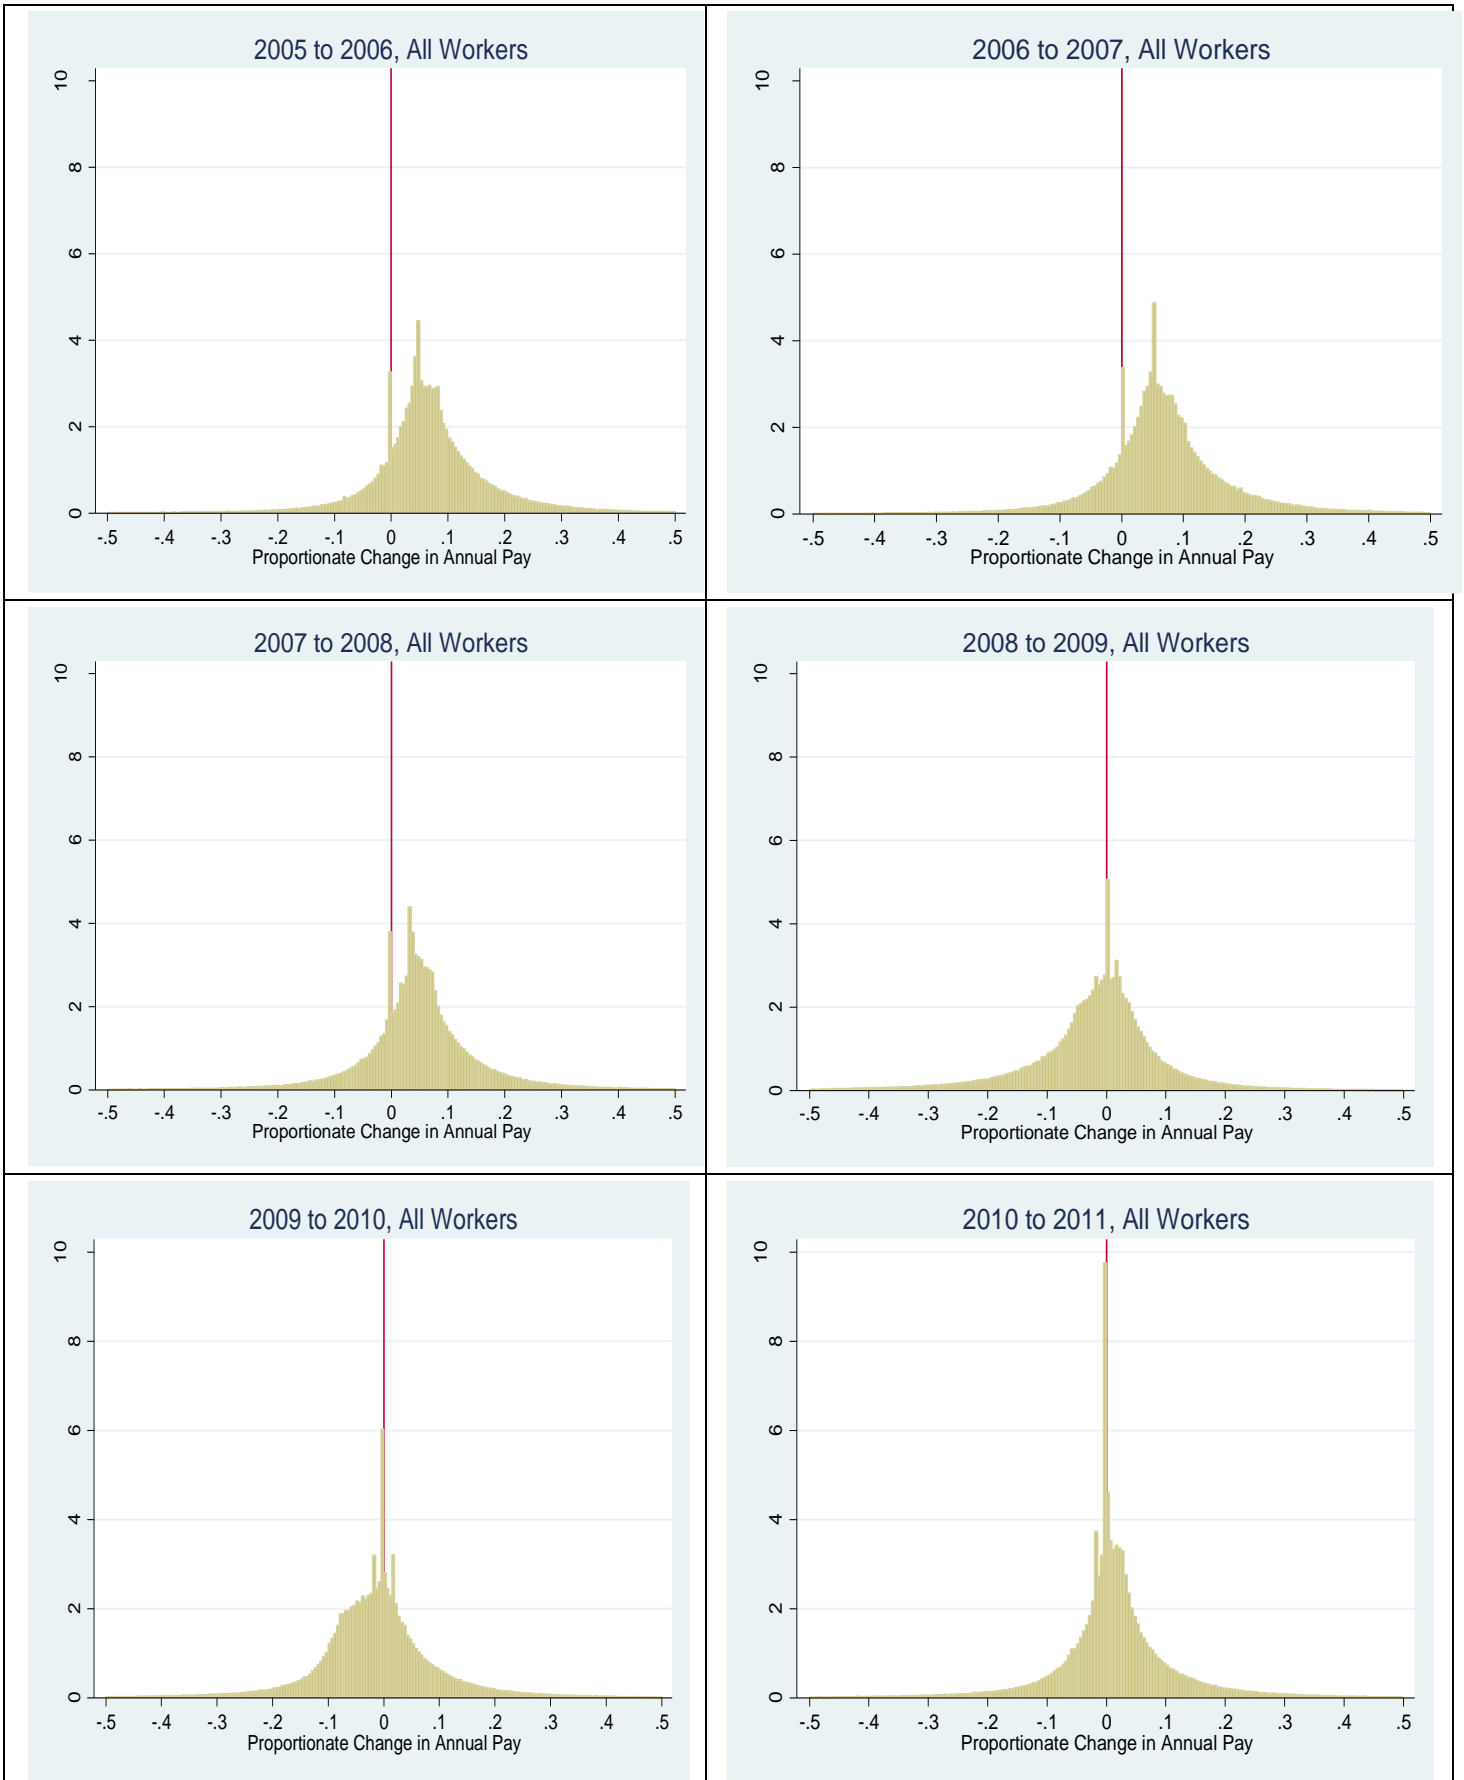 2005 to 2006, All Workers
10
8
6
4
2
0
-.5 -.4 -.3 -.2 -.1 0 .1 .2 .3 .4 .5
Proportionate Change in Annual Pay
2006 to 2007, All Workers
10
8
6
4
2
0
-.5 -.4 -.3 -.2 -.1 0 .1 .2 .3 .4 .5
Proportionate Change in Annual Pay
2007 to 2008, All Workers
10
8
6
4
2
0
-.5 -.4 -.3 -.2 -.1 0 .1 .2 .3 .4 .5
Proportionate Change in Annual Pay
2008 to 2009, All Workers
10
8
6
4
2
0
-.5 -.4 -.3 -.2 -.1 0 .1 .2 .3 .4 .5
Proportionate Change in Annual Pay
2009 to 2010, All Workers
10
8
6
4
2
0
-.5 -.4 -.3 -.2 -.1 0 .1 .2 .3 .4 .5
Proportionate Change in Annual Pay
2010 to 2011, All Workers
10
8
6
4
2
0
-.5 -.4 -.3 -.2 -.1 0 .1 .2 .3 .4 .5
Proportionate Change in Annual Pay